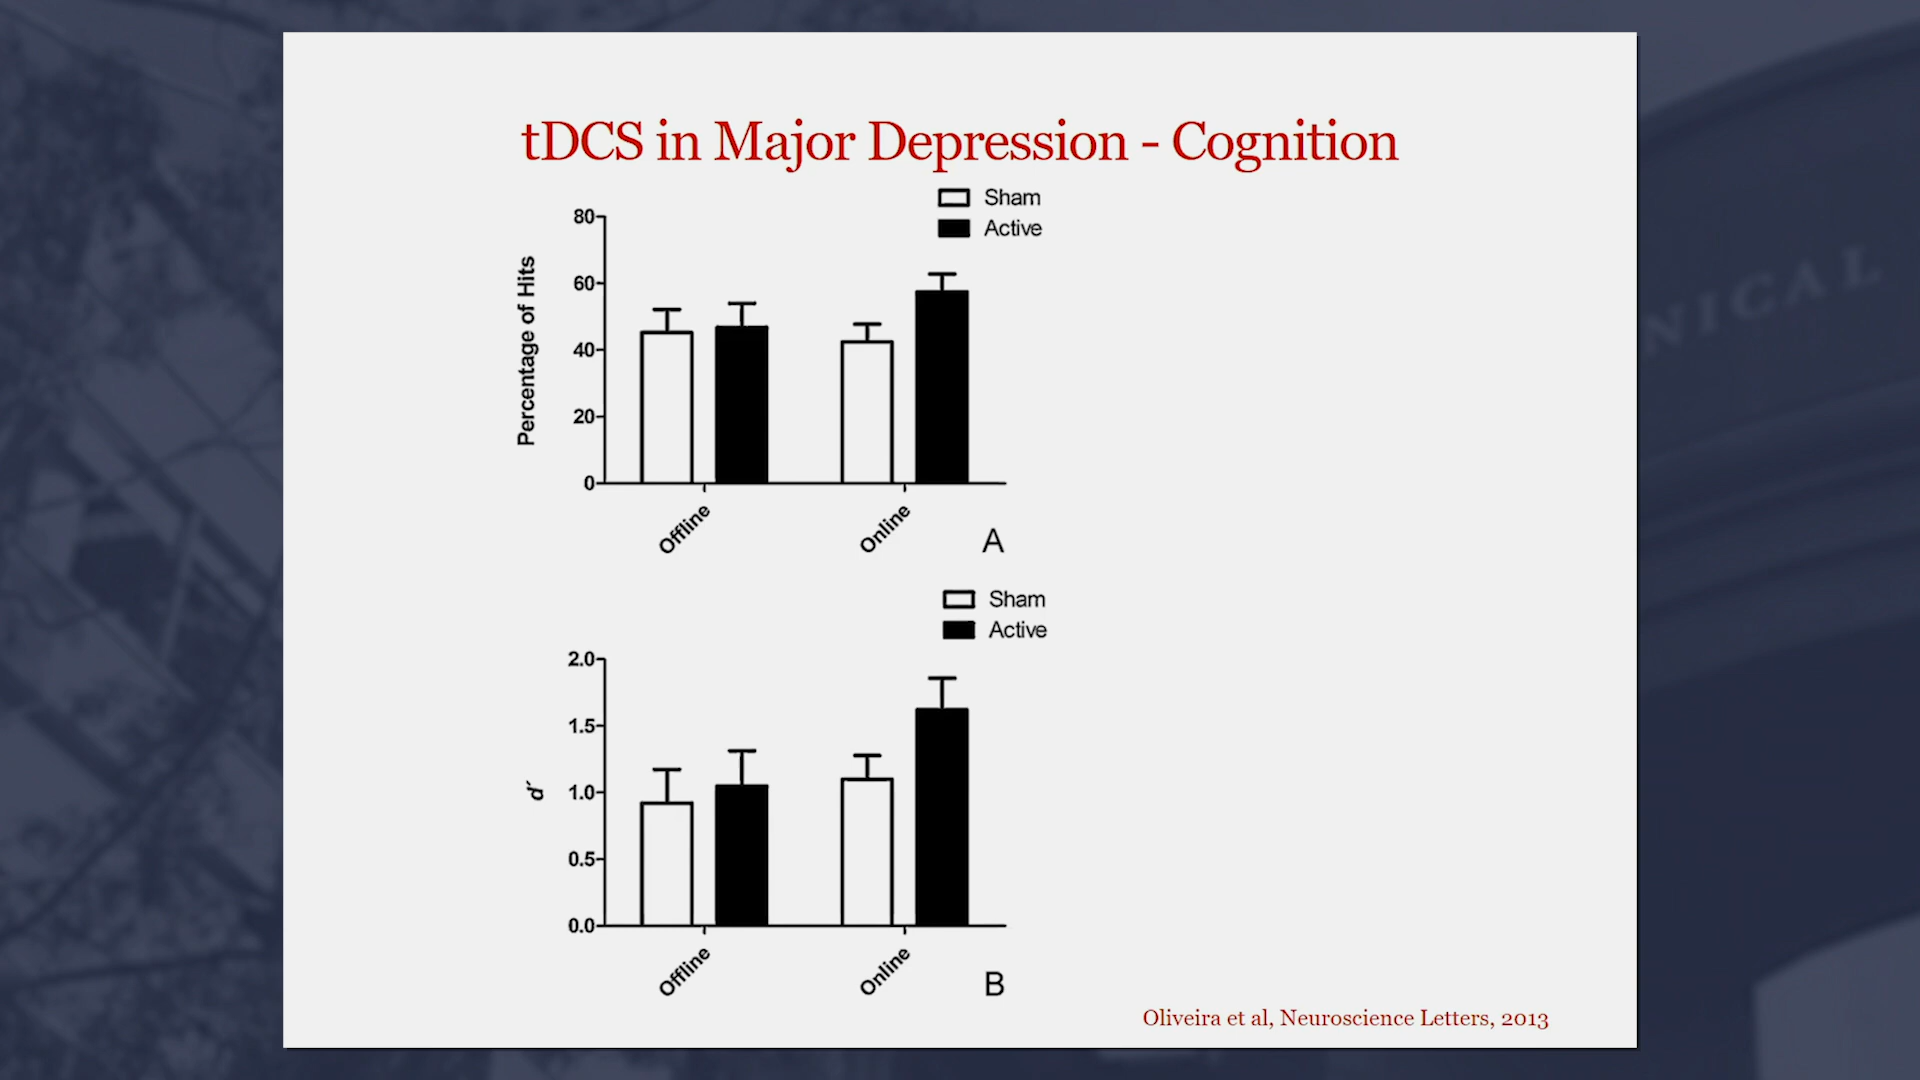 tDCS in Major Depression - Cognition
Sham
Active
80
60
40
20
0
Percentage of Hits
Offline
Online
A
Sham
Active
2.0
1.5
1.0
0.5
0.0
d'
Offline
Online
B
Oliveira et al, Neuroscience Letters, 2013
NICAL